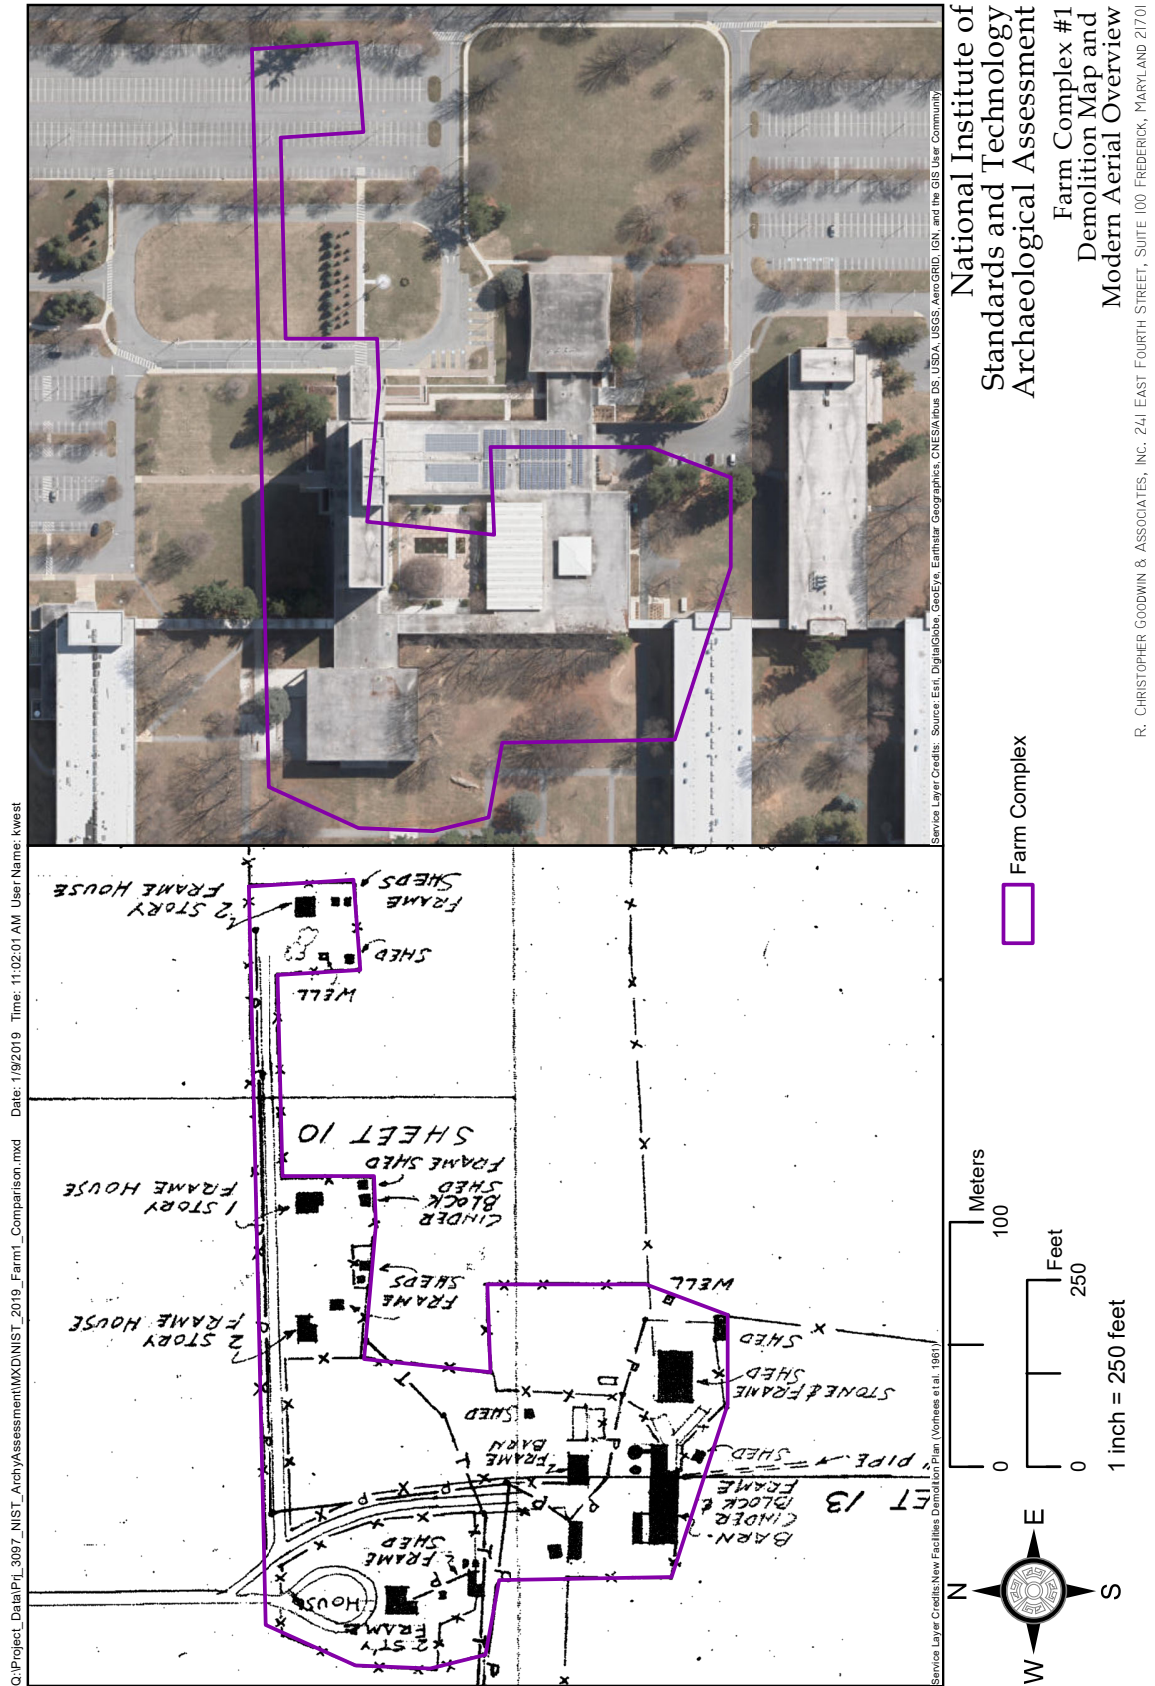 Q:\Project_Data\Prj_3097_NIST_ArchyAssessment\MXD\NIST_2019_Farm1_Comparison.mxd Date: 1/9/2019 Time: 11:02:01 AM User Name: kwest
2 STORY
FRAME HOUSE
FRAME
SHEDS
SHED
WELL
SHEET 10
1 STORY
FRAME HOUSE
FRAME SHED
CINDER
BLOCK
SHED
FRAME
SHEDS
2 STORY
FRAME HOUSE
WELL
SHED
STONE & FRAME
SHED
SHED
FRAME
BARN
SHED
PIPE
ET 13
BARN-
CINDER
BLOCK &
FRAME
FRAME
SHED
2 STY
FRAME
HOUSE
Service Layer Credits:New Facilities Demolition Plan (Vorhees et al. 1961)
Service Layer Credits: Source: Esri, DigitalGlobe, GeoEye, Earthstar Geographics, CNES/Airbus DS, USDA, USGS, AeroGRID, IGN, and the GIS User Community
N
W
E
S
0
100
Meters
0
250
Feet
1 inch = 250 feet
Farm Complex
National Institute of
Standards and Technology
Archaeological Assessment
Farm Complex #1
Demolition Map and
Modern Aerial Overview
R. Christopher Goodwin & Associates, Inc. 241 East Fourth Street, Suite 100 Frederick, Maryland 21701